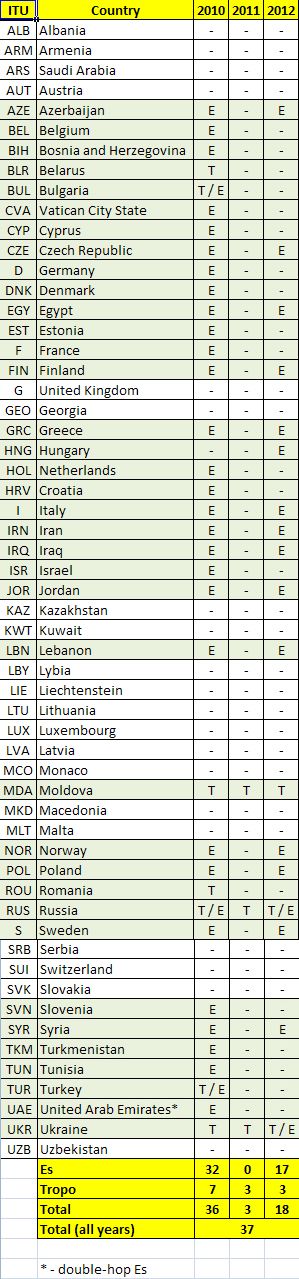 ITU Country 2010 2011 2012
ALB Albania - - -
ARM Armenia - - -
ARS Saudi Arabia - - -
AUT Austria - - -
AZE Azerbaijan E - E
BEL Belgium E - -
BIH Bosnia and Herzegovina E - -
BLR Belarus T - -
BUL Bulgaria T / E - -
CVA Vatican City State E - -
CYP Cyprus E - -
CZE Czech Republic E - E
D Germany E - -
DNK Denmark E - -
EGY Egypt E - E
EST Estonia E - -
F France E - -
FIN Finland E - E
G United Kingdom - - -
GEO Georgia - - -
GRC Greece E - E
HNG Hungary - - E
HOL Netherlands E - -
HRV Croatia E - -
I Italy E - E
IRN Iran E - E
IRQ Iraq E - E
ISR Israel E - -
JOR Jordan E - E
KAZ Kazakhstan - - -
KWT Kuwait - - -
LBN Lebanon E - E
LBY Lybia - - -
LIE Liechtenstein - - -
LTU Lithuania - - -
LUX Luxembourg - - -
LVA Latvia - - -
MCO Monaco - - -
MDA Moldova T T T
MKD Macedonia - - -
MLT Malta - - -
NOR Norway E - E
POL Poland E - E
ROU Romania T - -
RUS Russia T / E T T / E
S Sweden E - E
SRB Serbia - - -
SUI Switzerland - - -
SVK Slovakia - - -
SVN Slovenia E - -
SYR Syria E - E
TKM Turkmenistan E - -
TUN Tunisia E - -
TUR Turkey T / E - -
UAE United Arab Emirates* E - -
UKR Ukraine T T T / E
UZB Uzbekistan - - -
Es 32 0 17
Tropo 7 3 3
Total 36 3 18
Total (all years) 37
* - double-hop Es